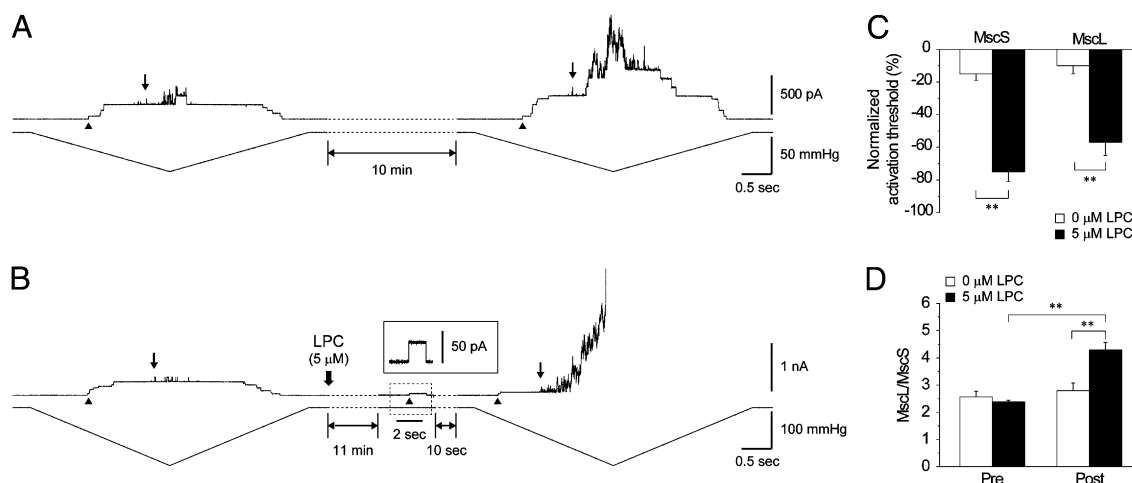 A
500 pA
50 mmHg
10 min
0.5 sec
B
LPC
(5 µM)
50 pA
1 nA
100 mmHg
2 sec
11 min
10 sec
0.5 sec
C
MscS
MscL
0
-20
-40
-60
-80
-100
Normalized
activation threshold (%)
**
**
0 µM LPC
5 µM LPC
D
0 µM LPC
5 µM LPC
6
5
4
3
2
1
0
MscL/MscS
**
**
Pre
Post